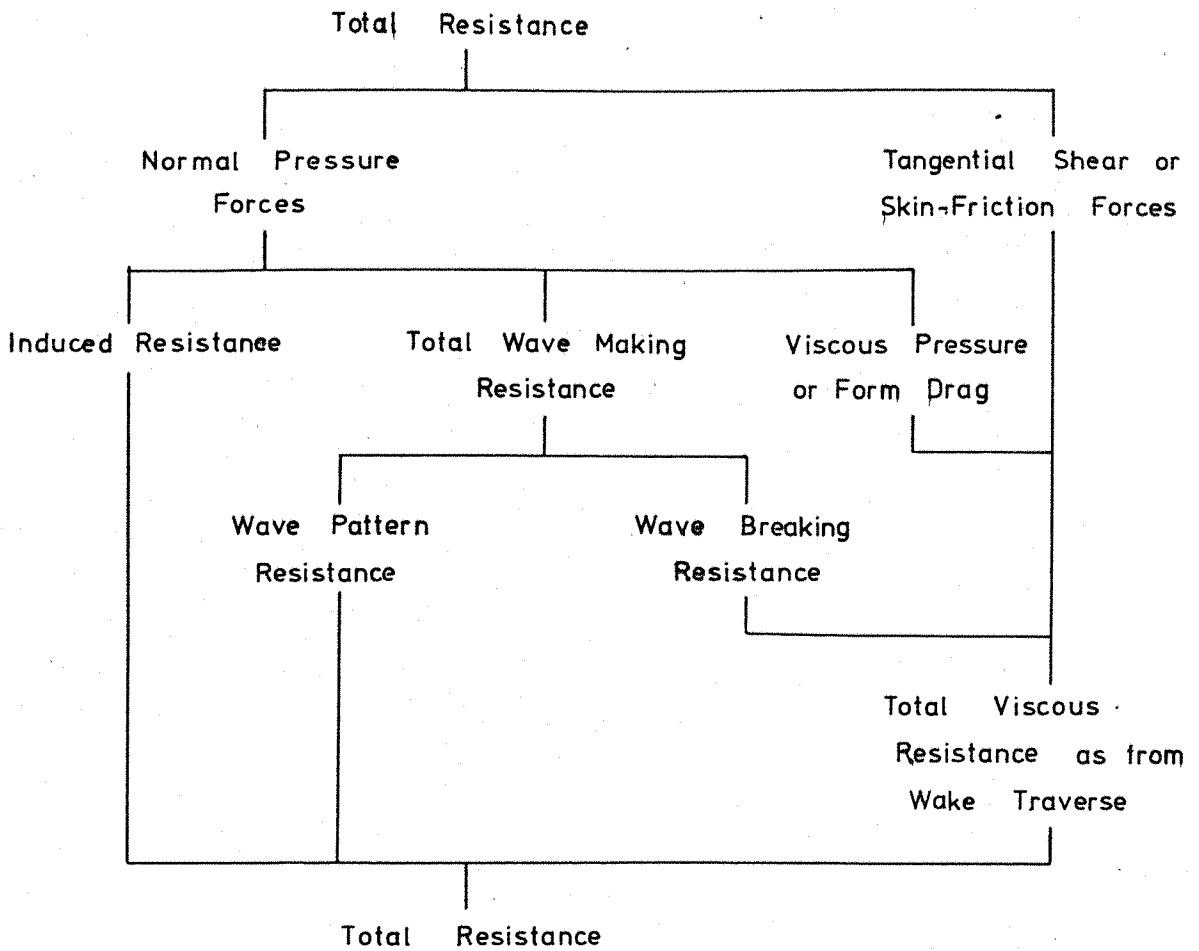 Total Resistance
Normal Pressure
Forces
Tangential Shear or
Skin-Friction Forces
Induced Resistance
Total Wave Making
Resistance
Viscous Pressure
or Form Drag
Wave Pattern
Resistance
Wave Breaking
Resistance
Total Viscous
Resistance as from
Wake Traverse
Total Resistance